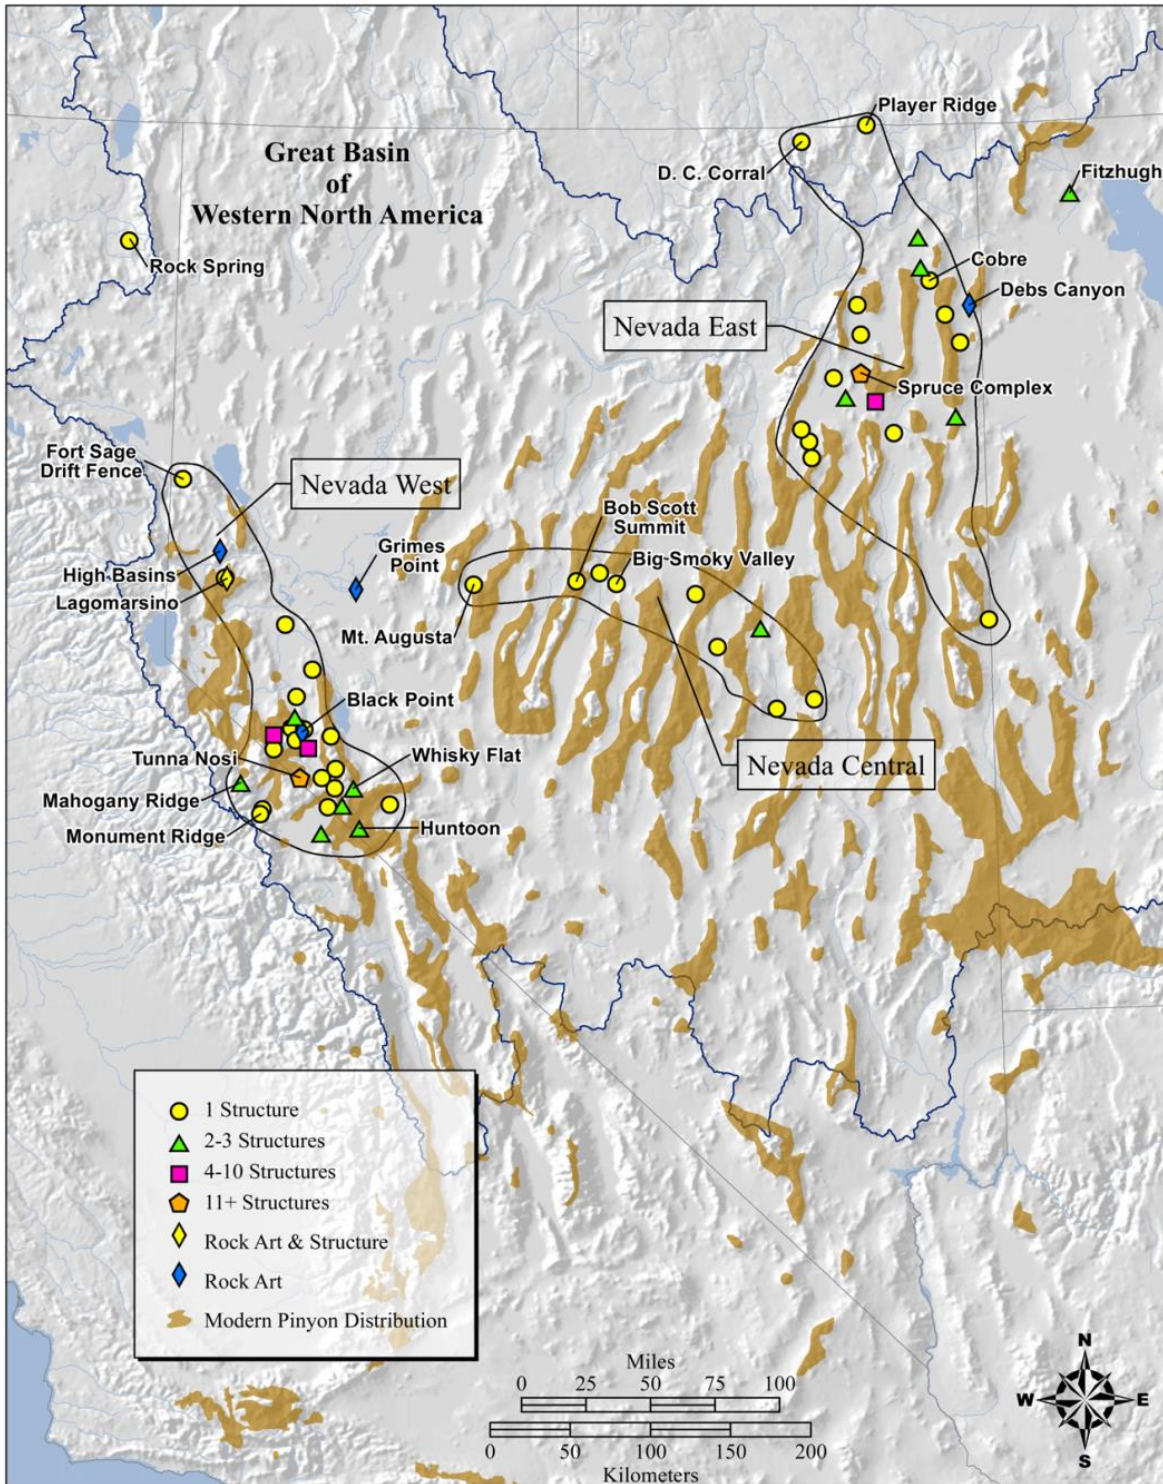 Great Basin
of
Western North America
Player Ridge
D. C. Corral
Fitzhugh
Rock Spring
Cobre
Debs Canyon
Nevada East
Spruce Complex
Fort Sage
Drift Fence
Nevada West
Bob Scott
Summit
Grimes
Point
Big Smoky Valley
High Basins
Lagomarsino
Mt. Augusta
Black Point
Tunna Nosi
Whisky Flat
Nevada Central
Mahogany Ridge
Monument Ridge
Huntoon
1 Structure
2-3 Structures
4-10 Structures
11+ Structures
Rock Art & Structure
Rock Art
Modern Pinyon Distribution
Miles
0 25 50 75 100
0 50 100 150 200
Kilometers
N
W E
S